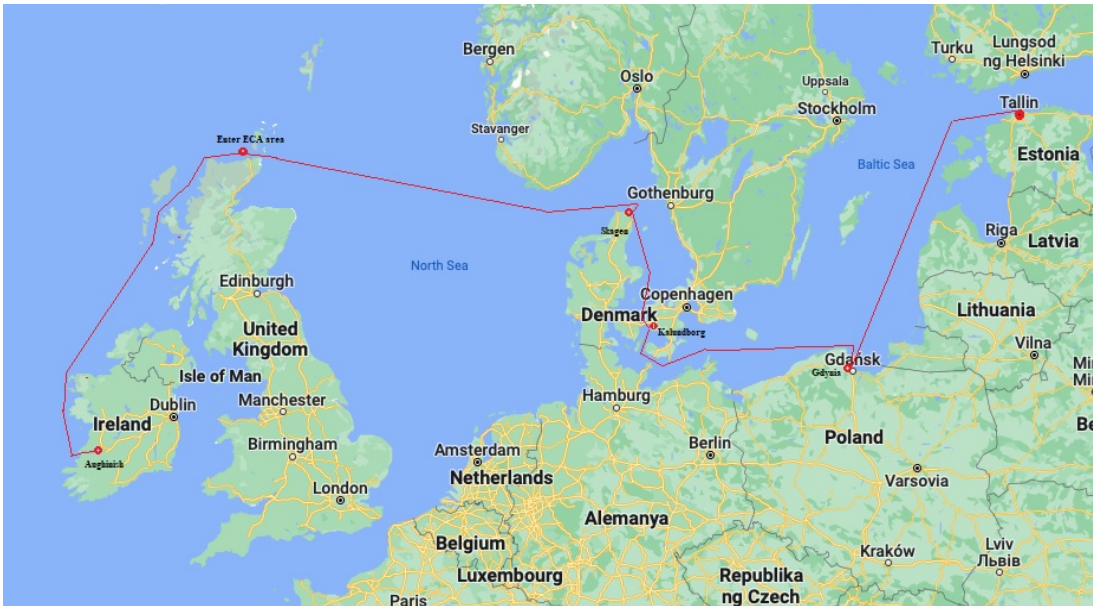 Bergen
Oslo
Turku
Lungsod
ng Helsinki
Uppsala
Stockholm
Tallin
Stavanger
Enter ECA area
Estonia
Baltic Sea
Gothenburg
Skagen
Riga
Latvia
North Sea
Edinburgh
Copenhagen
Denmark
Kalundborg
Lithuania
United
Kingdom
Vilna
Gdańsk
Gdynia
Isle of Man
Hamburg
Dublin
Manchester
Ireland
Aughinish
Birmingham
Amsterdam
Netherlands
Berlin
Poland
Varsovia
London
Alemanya
Belgium
Luxembourg
Kraków
Lviv
Львів
Republika
ng Czech
Paris
Mi
Mi
Be